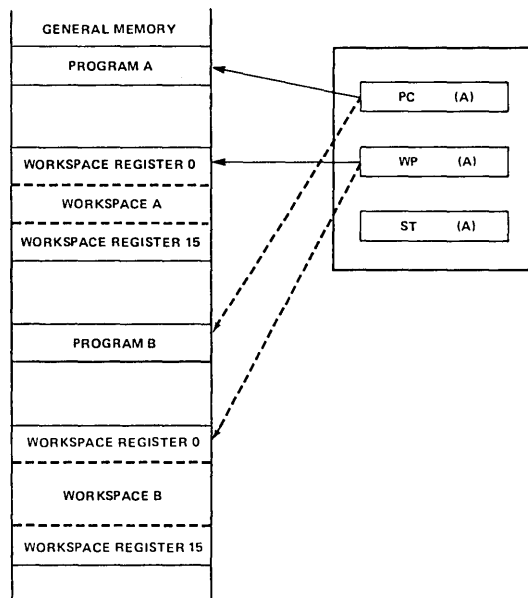 GENERAL MEMORY
PROGRAM A
WORKSPACE REGISTER 0
WORKSPACE A
WORKSPACE REGISTER 15
PROGRAM B
WORKSPACE REGISTER 0
WORKSPACE B
WORKSPACE REGISTER 15
PC (A)
WP (A)
ST (A)